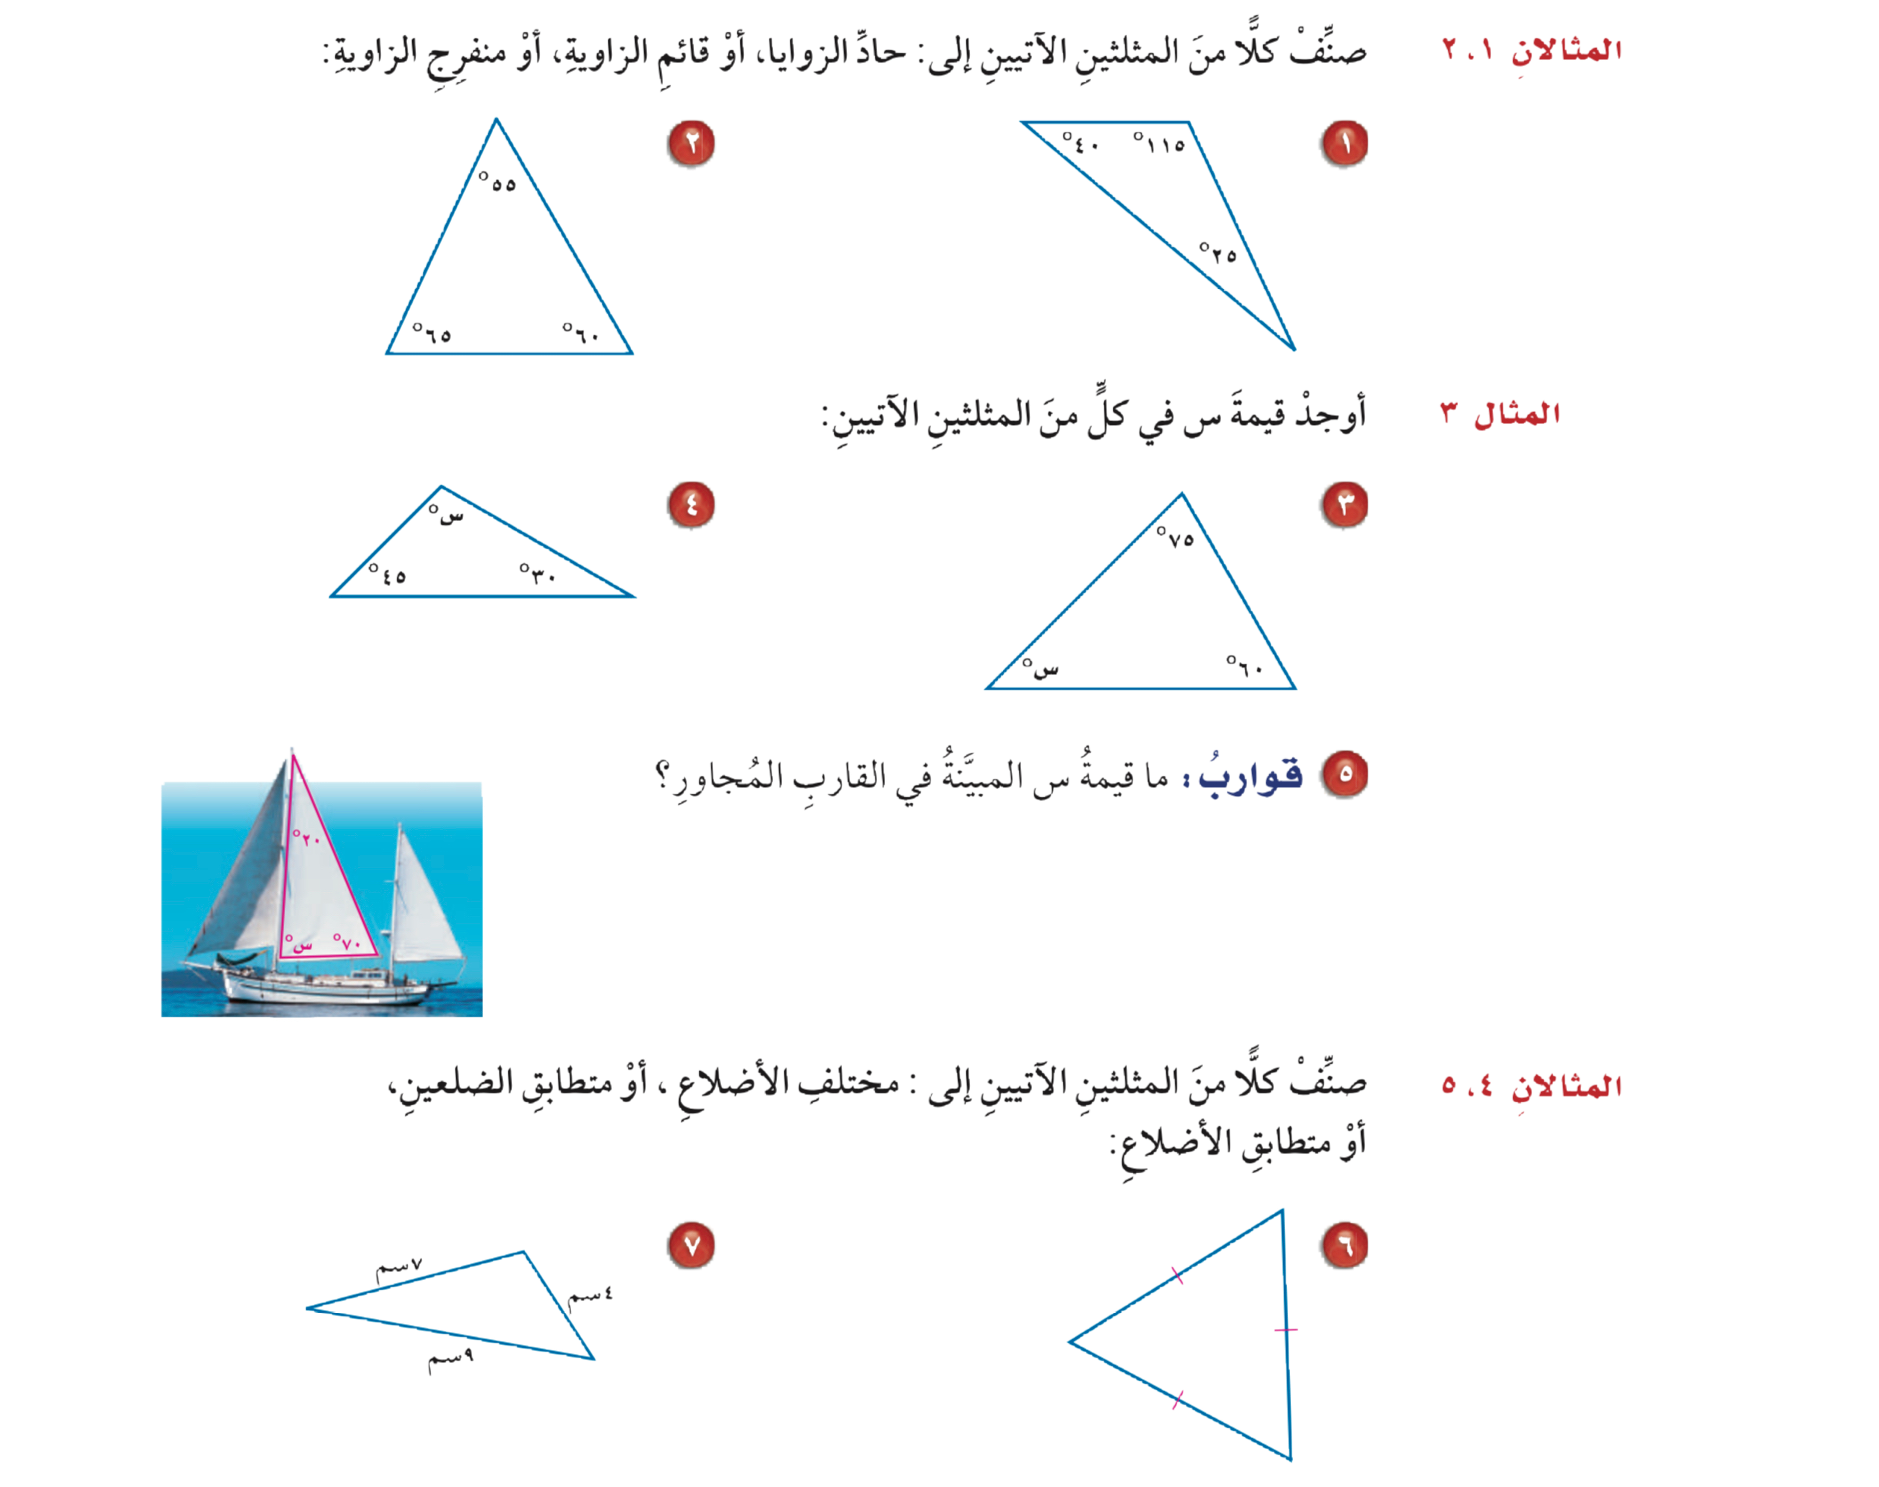 المثالانِ ١، ٢
صنِّفْ كلًّا منَ المثلثينِ الآتيينِ إلى: حادِّ الزوايا، أوْ قائمِ الزاويةِ، أوْ منفرِجِ الزاويةِ:
١
٤٠°
١١٥°
٢٥°
٢
٥٥°
٦٥°
٦٠°
المثال ٣
أوجدْ قيمةَ س في كلٍّ منَ المثلثينِ الآتيينِ:
٣
٧٥°
س°
٦٠°
٤
س°
٤٥°
٣٠°
٥ قواربُ: ما قيمةُ س المبيَّنةُ في القاربِ المُجاورِ؟
٢٠°
س°
٧٠°
المثالانِ ٤، ٥
صنِّفْ كلًّا منَ المثلثينِ الآتيينِ إلى : مختلفِ الأضلاعِ ، أوْ متطابقِ الضلعينِ،
أوْ متطابقِ الأضلاعِ:
٦
٧
٧سم
٤سم
٩سم